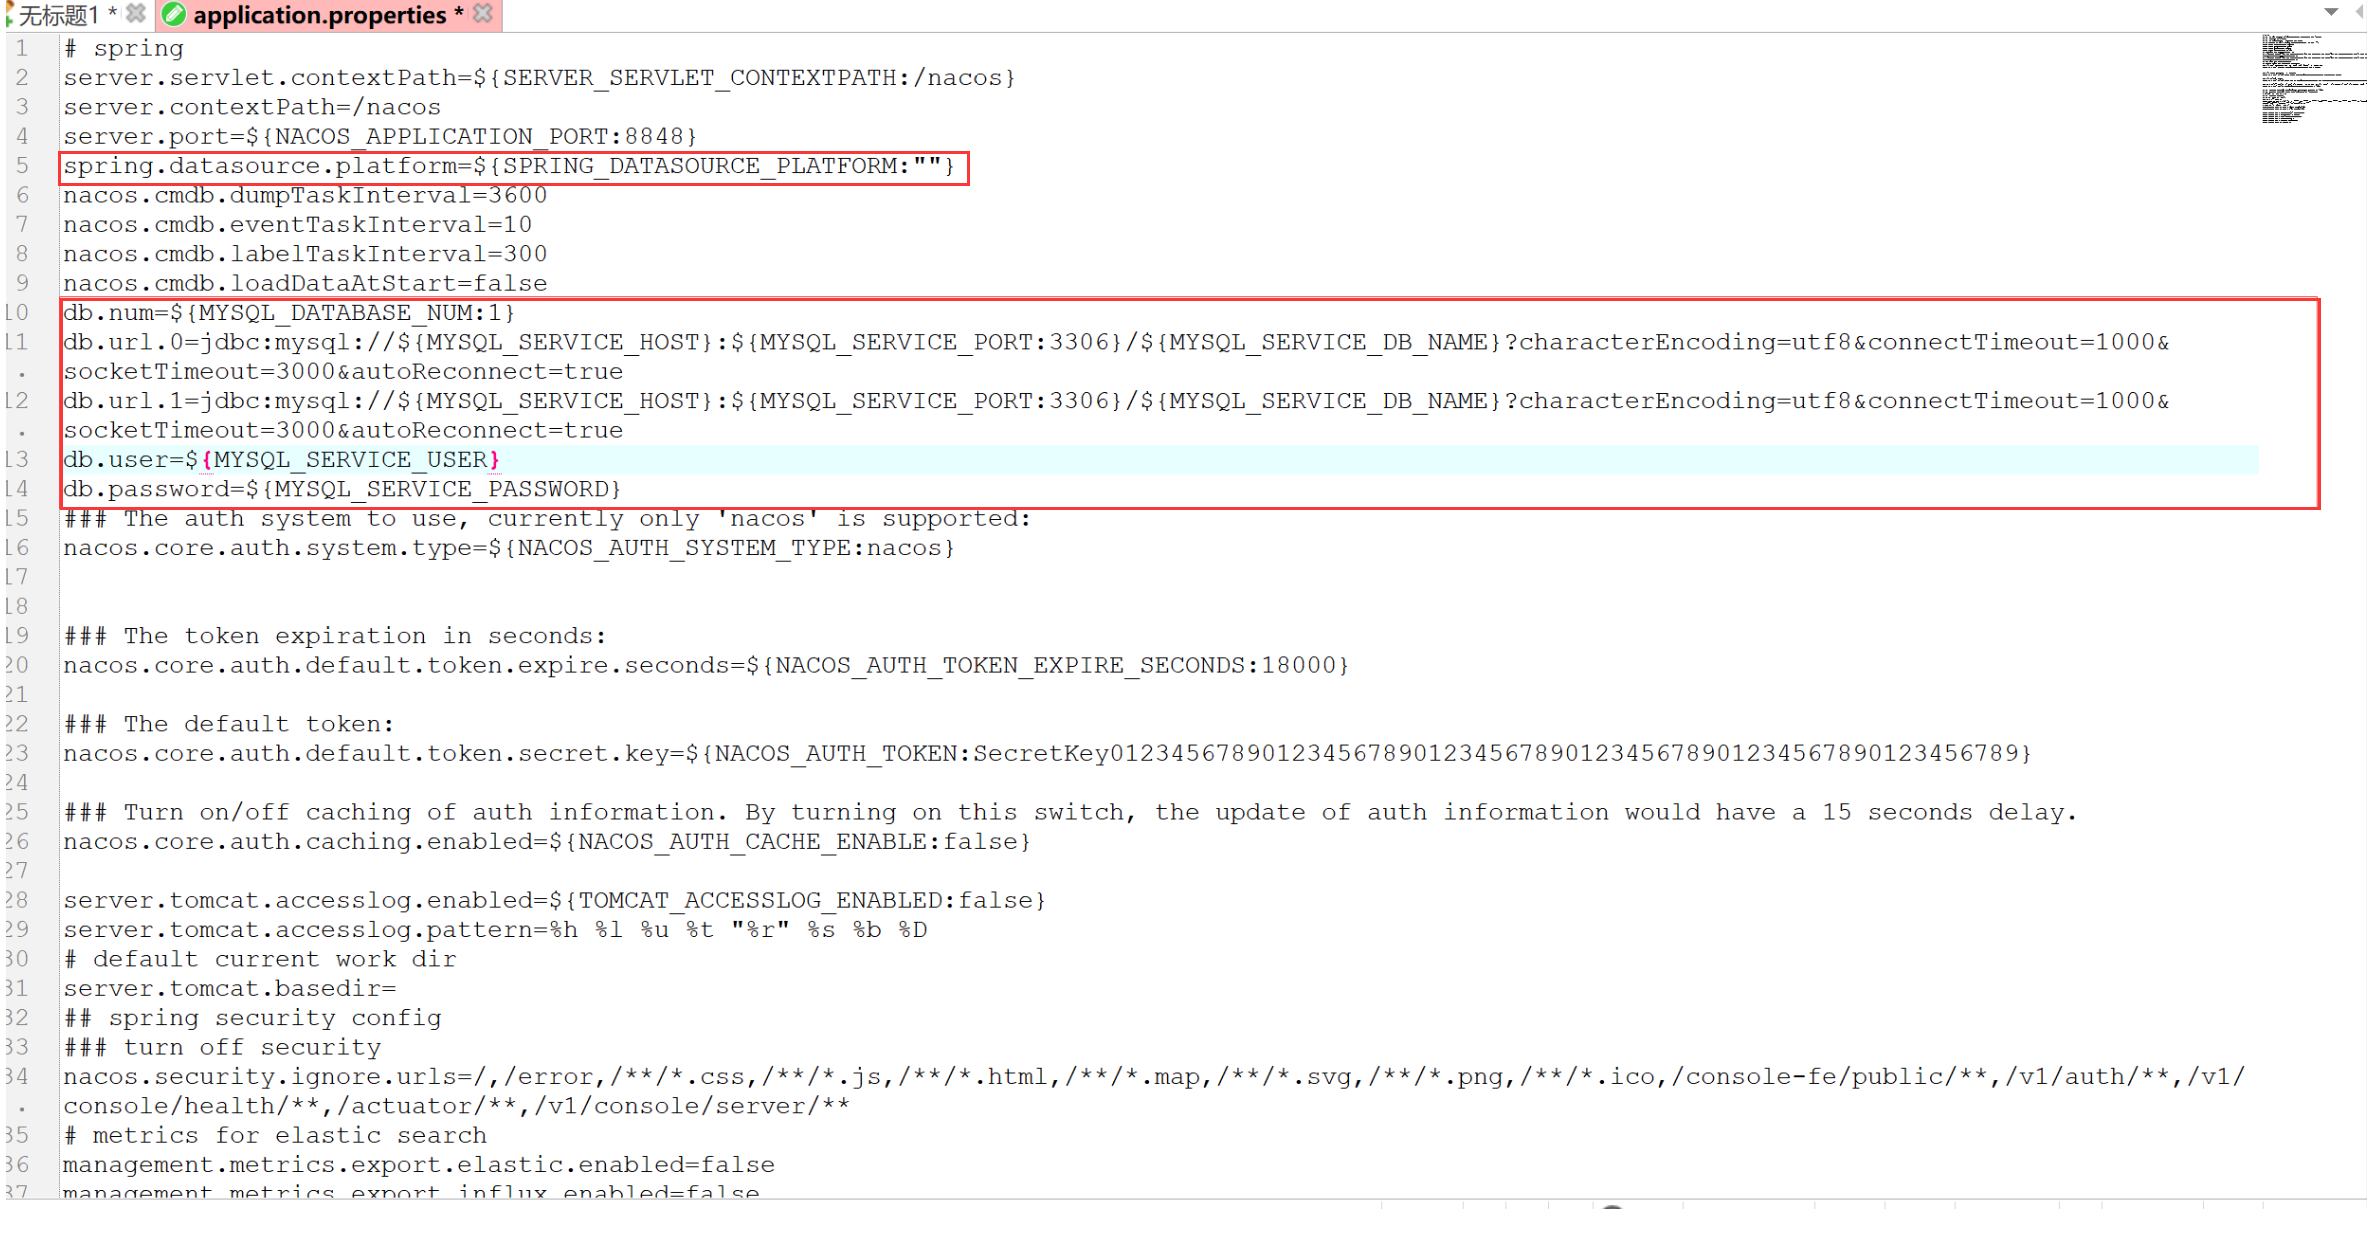 无标题1 *
application.properties *
1 # spring
2 server.servlet.contextPath=${SERVER_SERVLET_CONTEXTPATH:/nacos}
3 server.contextPath=/nacos
4 server.port=${NACOS_APPLICATION_PORT:8848}
5 spring.datasource.platform=${SPRING_DATASOURCE_PLATFORM:""}
6 nacos.cmdb.dumpTaskInterval=3600
7 nacos.cmdb.eventTaskInterval=10
8 nacos.cmdb.labelTaskInterval=300
9 nacos.cmdb.loadDataAtStart=false
10 db.num=${MYSQL_DATABASE_NUM:1}
11 db.url.0=jdbc:mysql://${MYSQL_SERVICE_HOST}:${MYSQL_SERVICE_PORT:3306}/${MYSQL_SERVICE_DB_NAME}?characterEncoding=utf8&connectTimeout=1000&
. socketTimeout=3000&autoReconnect=true
12 db.url.1=jdbc:mysql://${MYSQL_SERVICE_HOST}:${MYSQL_SERVICE_PORT:3306}/${MYSQL_SERVICE_DB_NAME}?characterEncoding=utf8&connectTimeout=1000&
. socketTimeout=3000&autoReconnect=true
13 db.user=${MYSQL_SERVICE_USER}
14 db.password=${MYSQL_SERVICE_PASSWORD}
15 ### The auth system to use, currently only 'nacos' is supported:
16 nacos.core.auth.system.type=${NACOS_AUTH_SYSTEM_TYPE:nacos}
17
18
19 ### The token expiration in seconds:
20 nacos.core.auth.default.token.expire.seconds=${NACOS_AUTH_TOKEN_EXPIRE_SECONDS:18000}
21
22 ### The default token:
23 nacos.core.auth.default.token.secret.key=${NACOS_AUTH_TOKEN:SecretKey012345678901234567890123456789012345678901234567890123456789}
24
25 ### Turn on/off caching of auth information. By turning on this switch, the update of auth information would have a 15 seconds delay.
26 nacos.core.auth.caching.enabled=${NACOS_AUTH_CACHE_ENABLE:false}
27
28 server.tomcat.accesslog.enabled=${TOMCAT_ACCESSLOG_ENABLED:false}
29 server.tomcat.accesslog.pattern=%h %l %u %t "%r" %s %b %D
30 # default current work dir
31 server.tomcat.basedir=
32 ## spring security config
33 ### turn off security
34 nacos.security.ignore.urls=/,/error,/**/*.css,/**/*.js,/**/*.html,/**/*.map,/**/*.svg,/**/*.png,/**/*.ico,/console-fe/public/**,/v1/auth/**,/v1/
. console/health/**,/actuator/**,/v1/console/server/**
35 # metrics for elastic search
36 management.metrics.export.elastic.enabled=false
37 management.metrics.export.influx.enabled=false